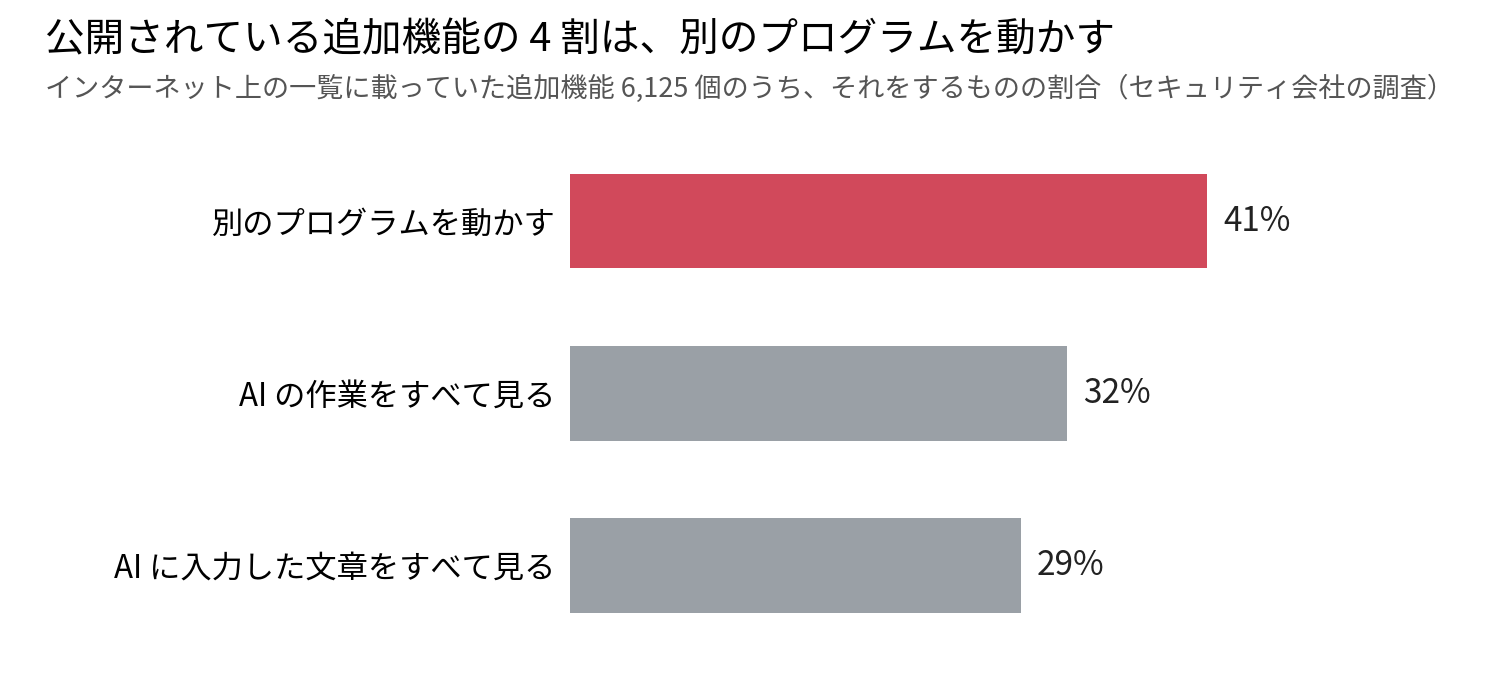 公開されている追加機能の 4 割は、別のプログラムを動かす
インターネット上の一覧に載っていた追加機能 6,125 個のうち、それをするものの割合（セキュリティ会社の調査）
別のプログラムを動かす
41%
AI の作業をすべて見る
32%
AI に入力した文章をすべて見る
29%